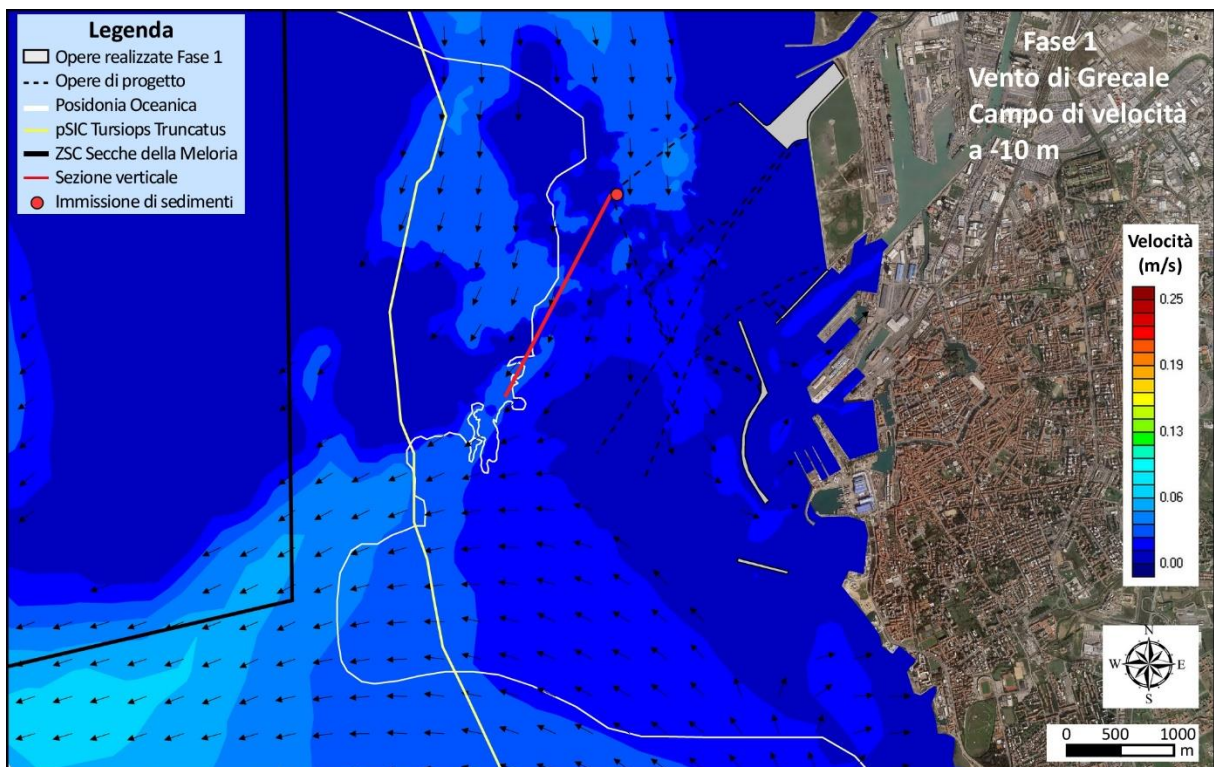 Legenda
Opere realizzate Fase 1
Opere di progetto
Posidonia Oceanica
pSIC Tursiops Truncatus
ZSC Secche della Meloria
Sezione verticale
Immissione di sedimenti
Fase 1
Vento di Grecale
Campo di velocità
a -10 m
Velocità
(m/s)
0.25
0.19
0.13
0.06
0.00
N
W
E
S
0 500 1000
m